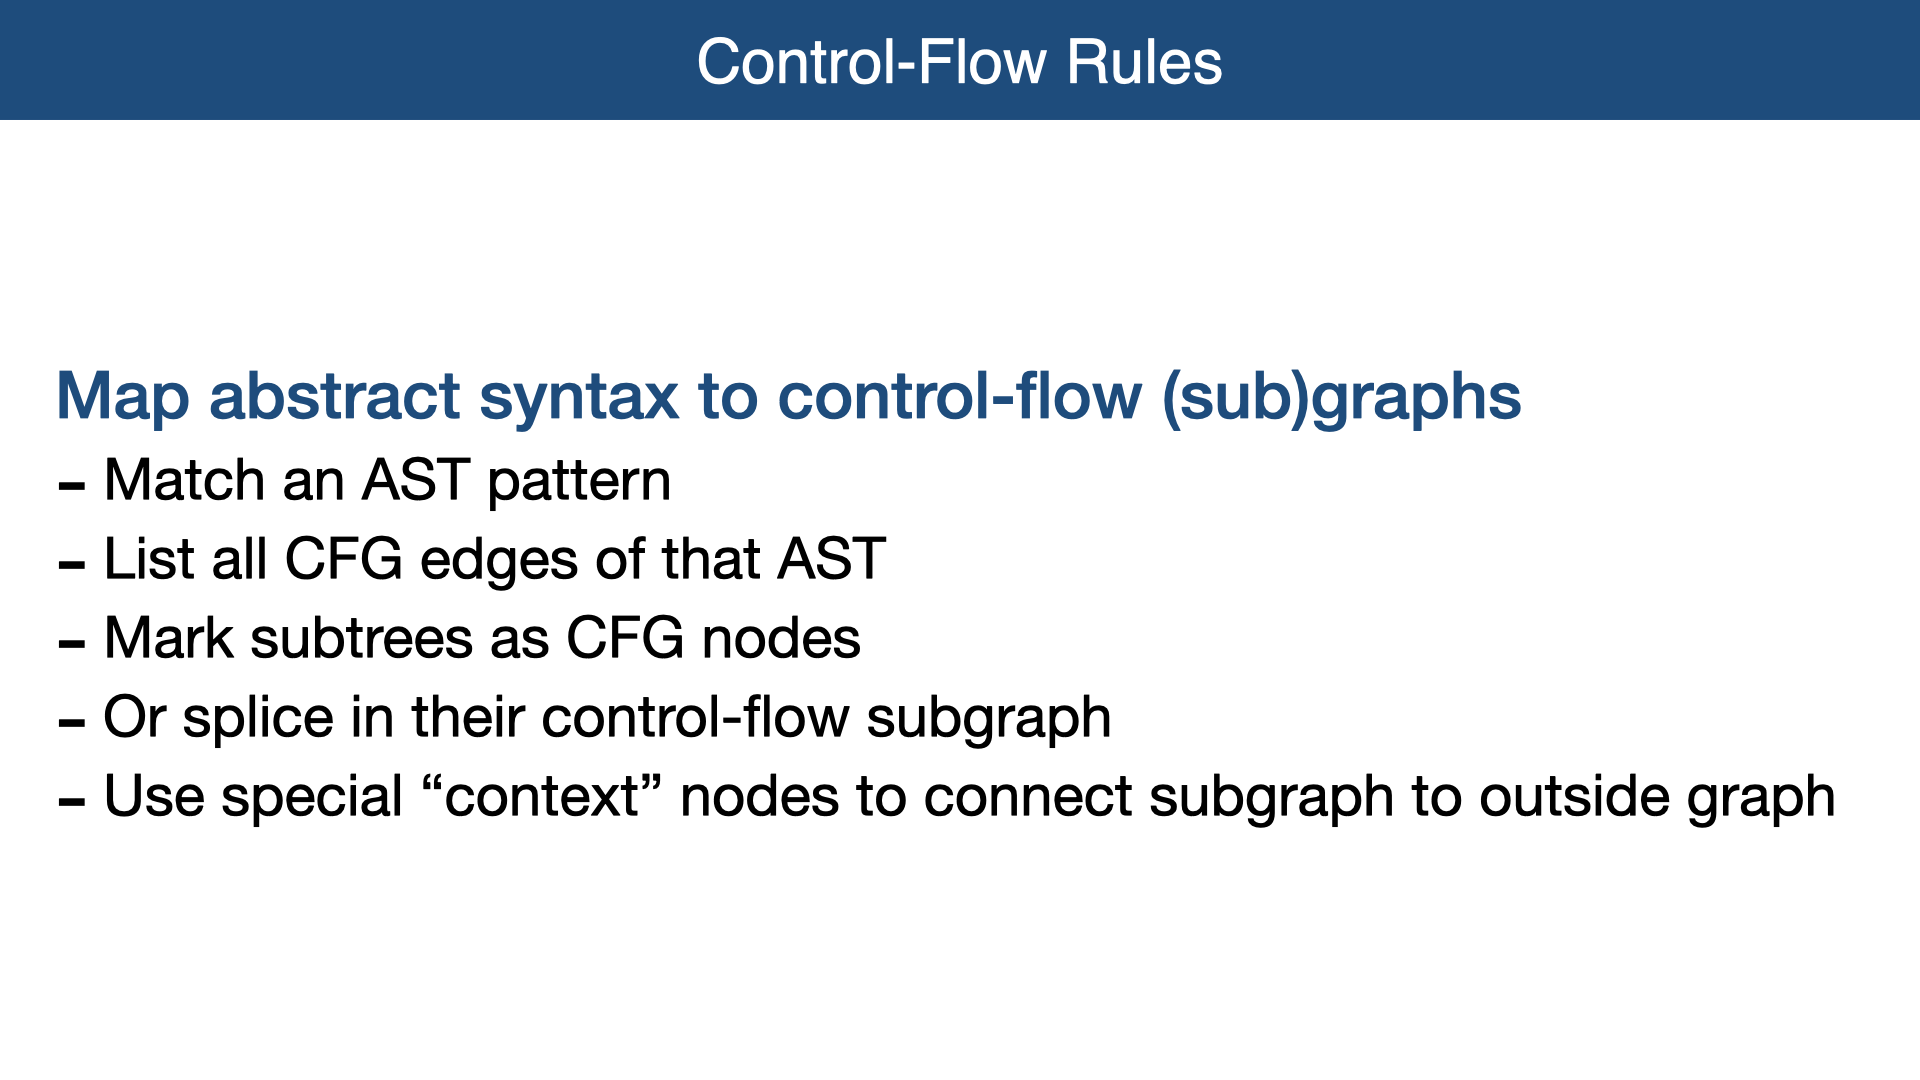 Control-Flow Rules
Map abstract syntax to control-flow (sub)graphs
- Match an AST pattern
- List all CFG edges of that AST
- Mark subtrees as CFG nodes
- Or splice in their control-flow subgraph
- Use special “context” nodes to connect subgraph to outside graph